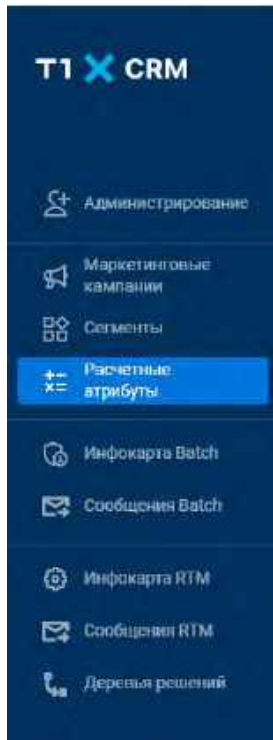 T1 X CRM
Администрирование
Маркетинговые
кампании
Сегменты
Расчетные
атрибуты
Инфокарта Batch
Сообщения Batch
Инфокарта RTM
Сообщения RTM
Деревья решений